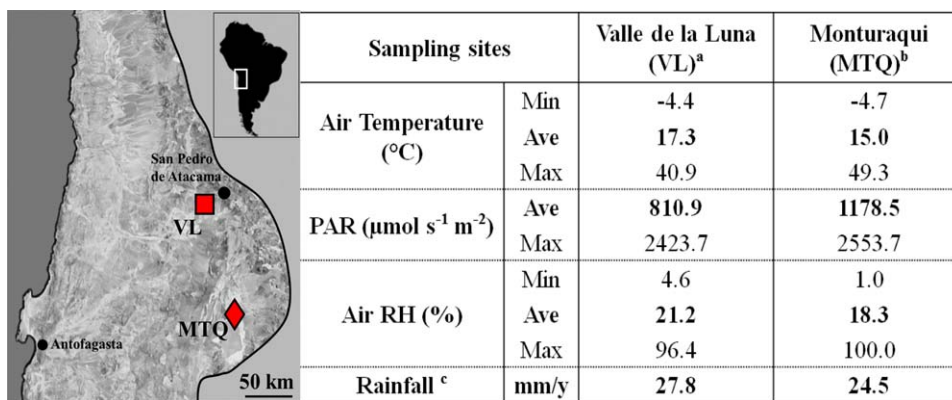 San Pedro
de Atacama
VL
MTQ
Antofagasta
50 km
Sampling sites
Valle de la Luna
(VL)ᵃ
Monturaqui
(MTQ)ᵇ
Air Temperature
(°C)
Min -4.4 -4.7
Ave 17.3 15.0
Max 40.9 49.3
PAR (µmol s⁻¹ m⁻²)
Ave 810.9 1178.5
Max 2423.7 2553.7
Air RH (%)
Min 4.6 1.0
Ave 21.2 18.3
Max 96.4 100.0
Rainfall ᶜ mm/y 27.8 24.5